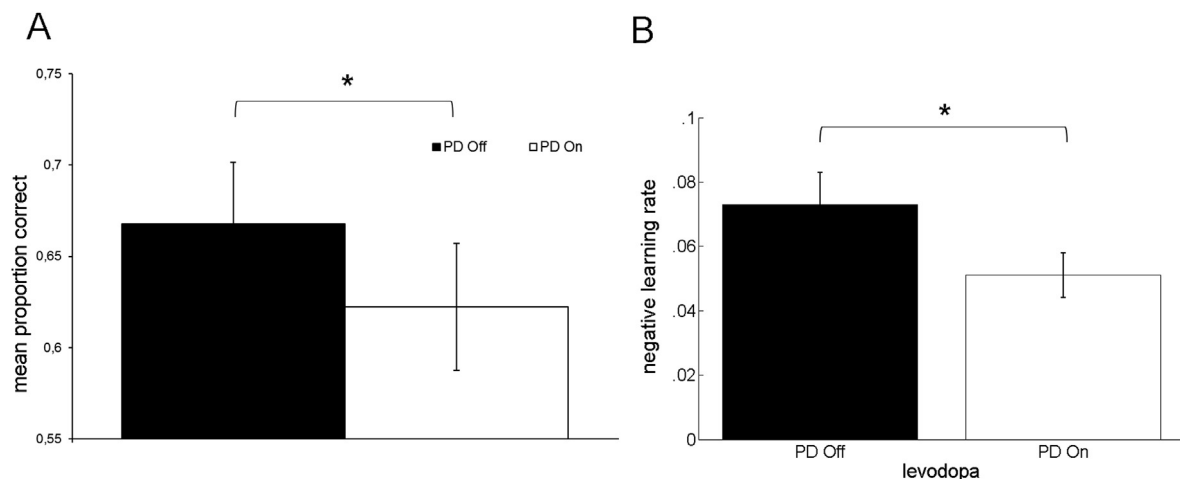 A
*
0,75
0,7
0,65
0,6
0,55
mean proportion correct
PD Off
PD On
B
*
.1
.08
.06
.04
.02
0
negative learning rate
PD Off
PD On
levodopa